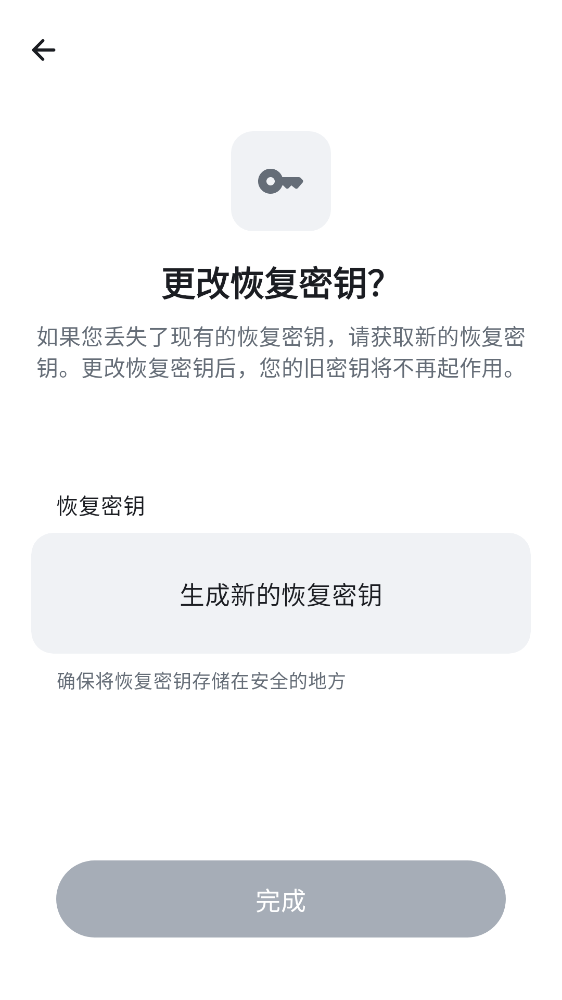 更改恢复密钥？
如果您丢失了现有的恢复密钥，请获取新的恢复密
钥。更改恢复密钥后，您的旧密钥将不再起作用。
恢复密钥
生成新的恢复密钥
确保将恢复密钥存储在安全的地方
完成